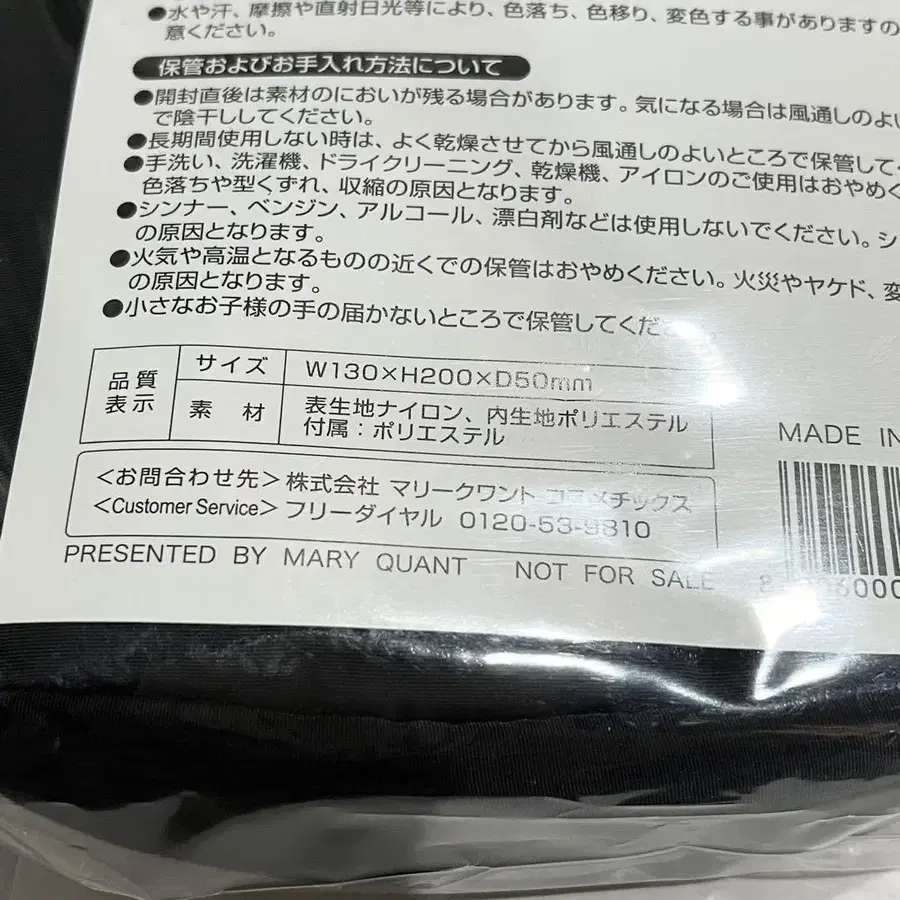 ●水や汗、摩擦や直射日光等により、色落ち、色移り、変色する事がありますの
意ください。
保管およびお手入れ方法について
●開封直後は素材のにおいが残る場合があります。気になる場合は風通しのよい
で陰干ししてください。
●長期間使用しない時は、よく乾燥させてから風通しのよいところで保管して
●手洗い、洗濯機、ドライクリーニング、乾燥機、アイロンのご使用はおやめく
色落ちや型くずれ、収縮の原因となります。
●シンナー、ベンジン、アルコール、漂白剤などは使用しないでください。シ
の原因となります。
●火気や高温となるものの近くでの保管はおやめください。火災やヤケド、変
の原因となります。
●小さなお子様の手の届かないところで保管してくだ
品質
表示
サイズ W130×H200×D50mm
素材 表生地ナイロン、内生地ポリエステル
付属：ポリエステル
＜お問合わせ先＞ 株式会社 マリークワント コスメチックス
＜Customer Service＞ フリーダイヤル 0120-53-9810
PRESENTED BY MARY QUANT NOT FOR SALE
MADE IN